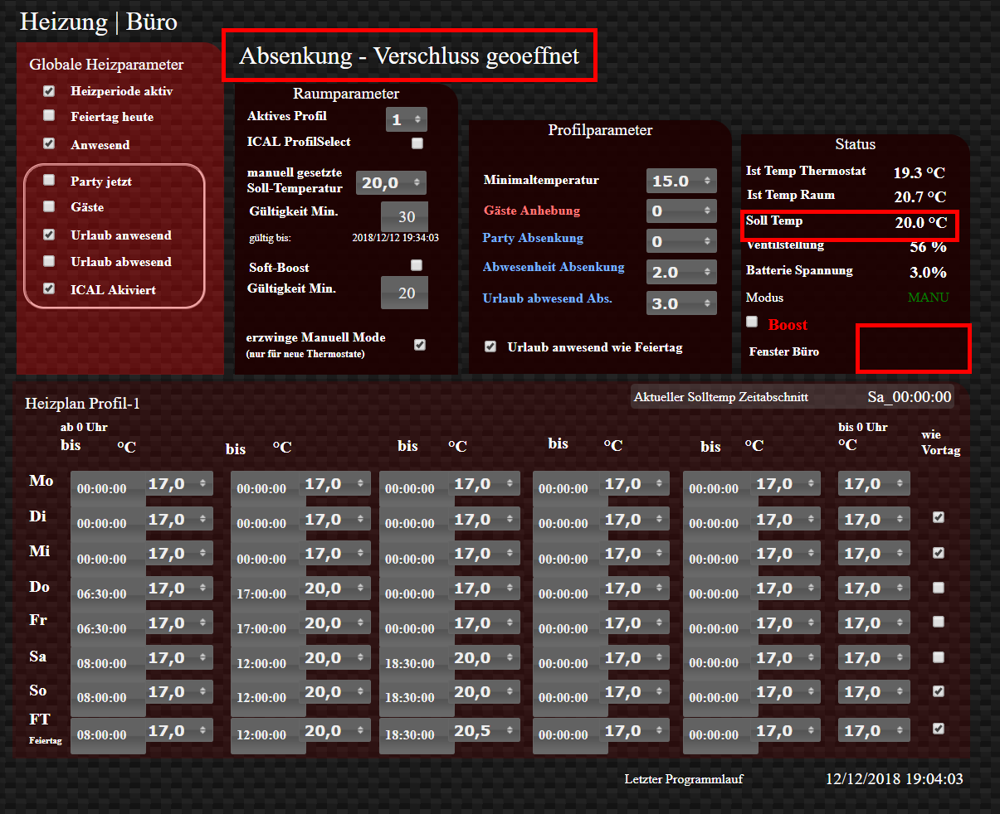 Heizung | Büro
Absenkung - Verschluss geoeffnet
Globale Heizparameter
Heizperiode aktiv
Feiertag heute
Anwesend
Party jetzt
Gäste
Urlaub anwesend
Urlaub abwesend
ICAL Akiviert
Raumparameter
Aktives Profil 1
ICAL ProfilSelect
manuell gesetzte
Soll-Temperatur 20,0
Gültigkeit Min. 30
gültig bis: 2018/12/12 19:34:03
Soft-Boost
Gültigkeit Min. 20
erzwinge Manuell Mode
(nur für neue Thermostate)
Profilparameter
Minimaltemperatur 15.0
Gäste Anhebung 0
Party Absenkung 0
Abwesenheit Absenkung 2.0
Urlaub abwesend Abs. 3.0
Urlaub anwesend wie Feiertag
Status
Ist Temp Thermostat 19.3 °C
Ist Temp Raum 20.7 °C
Soll Temp 20.0 °C
Ventilstellung 56 %
Batterie Spannung 3.0%
Modus MANU
Boost
Fenster Büro
Heizplan Profil-1
Aktueller Solltemp Zeitabschnitt Sa_00:00:00
ab 0 Uhr bis 0 Uhr wie
bis °C bis °C bis °C bis °C bis °C °C Vortag
Mo 00:00:00 17,0 00:00:00 17,0 00:00:00 17,0 00:00:00 17,0 00:00:00 17,0 17,0
Di 00:00:00 17,0 00:00:00 17,0 00:00:00 17,0 00:00:00 17,0 00:00:00 17,0 17,0
Mi 00:00:00 17,0 00:00:00 17,0 00:00:00 17,0 00:00:00 17,0 00:00:00 17,0 17,0
Do 06:30:00 17,0 17:00:00 20,0 00:00:00 17,0 00:00:00 17,0 00:00:00 17,0 17,0
Fr 06:30:00 17,0 17:00:00 20,0 00:00:00 17,0 00:00:00 17,0 00:00:00 17,0 17,0
Sa 08:00:00 17,0 12:00:00 20,0 18:30:00 20,0 00:00:00 17,0 00:00:00 17,0 17,0
So 08:00:00 17,0 12:00:00 20,0 18:30:00 20,0 00:00:00 17,0 00:00:00 17,0 17,0
FT 08:00:00 17,0 12:00:00 20,0 18:30:00 20,5 00:00:00 17,0 00:00:00 17,0 17,0
Feiertag
Letzter Programmlauf 12/12/2018 19:04:03